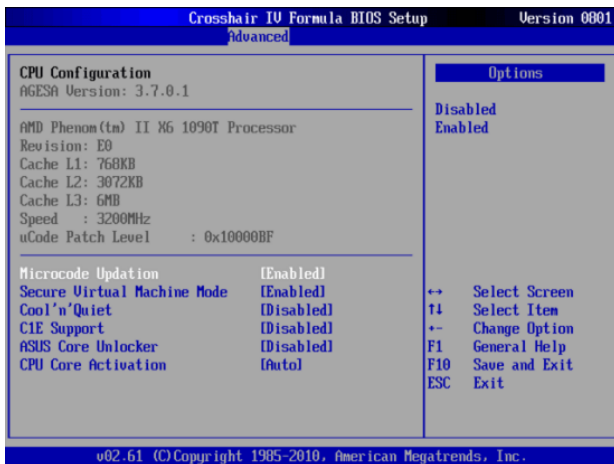 Crosshair IV Formula BIOS Setup Version 0801
Advanced
CPU Configuration
AGESA Version: 3.7.0.1
AMD Phenom(tm) II X6 1090T Processor
Revision: E0
Cache L1: 768KB
Cache L2: 3072KB
Cache L3: 6MB
Speed : 3200MHz
uCode Patch Level : 0x10000BF
Microcode Updation [Enabled]
Secure Virtual Machine Mode [Enabled]
Cool'n'Quiet [Disabled]
C1E Support [Disabled]
ASUS Core Unlocker [Disabled]
CPU Core Activation [Auto]
Options
Disabled
Enabled
↔ Select Screen
↑↓ Select Item
+- Change Option
F1 General Help
F10 Save and Exit
ESC Exit
v02.61 (C)Copyright 1985-2010, American Megatrends, Inc.